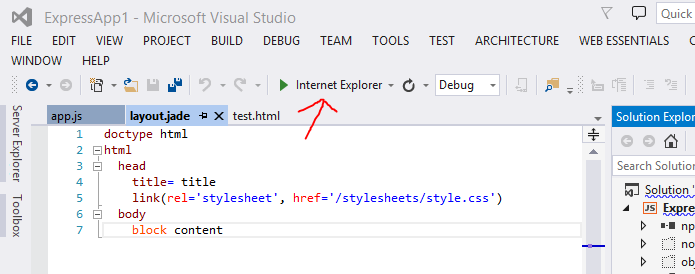 ExpressApp1 - Microsoft Visual Studio
Quick
FILE EDIT VIEW PROJECT BUILD DEBUG TEAM TOOLS TEST ARCHITECTURE WEB ESSENTIALS
WINDOW HELP
Internet Explorer Debug
Server Explorer
Toolbox
app.js layout.jade test.html
1 doctype html
2 html
3 head
4 title= title
5 link(rel='stylesheet', href='/stylesheets/style.css')
6 body
7 block content
Solution Explor
Search Solution
Solution '
JS Expre
np
no